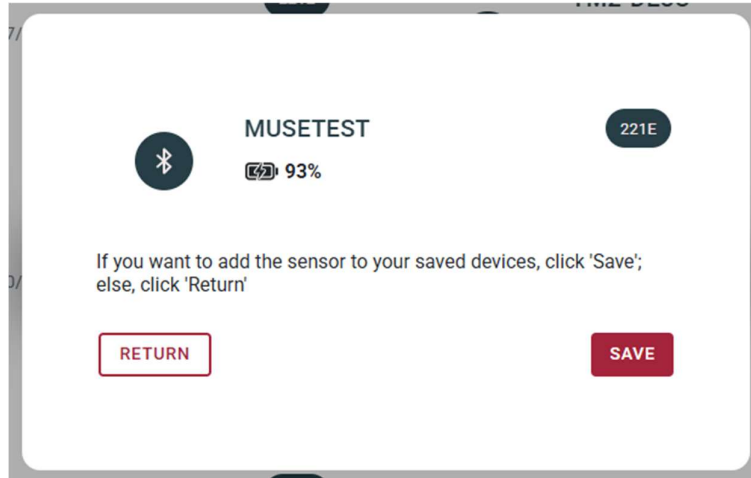 MUSETEST
221E
93%
If you want to add the sensor to your saved devices, click 'Save';
else, click 'Return'
RETURN
SAVE